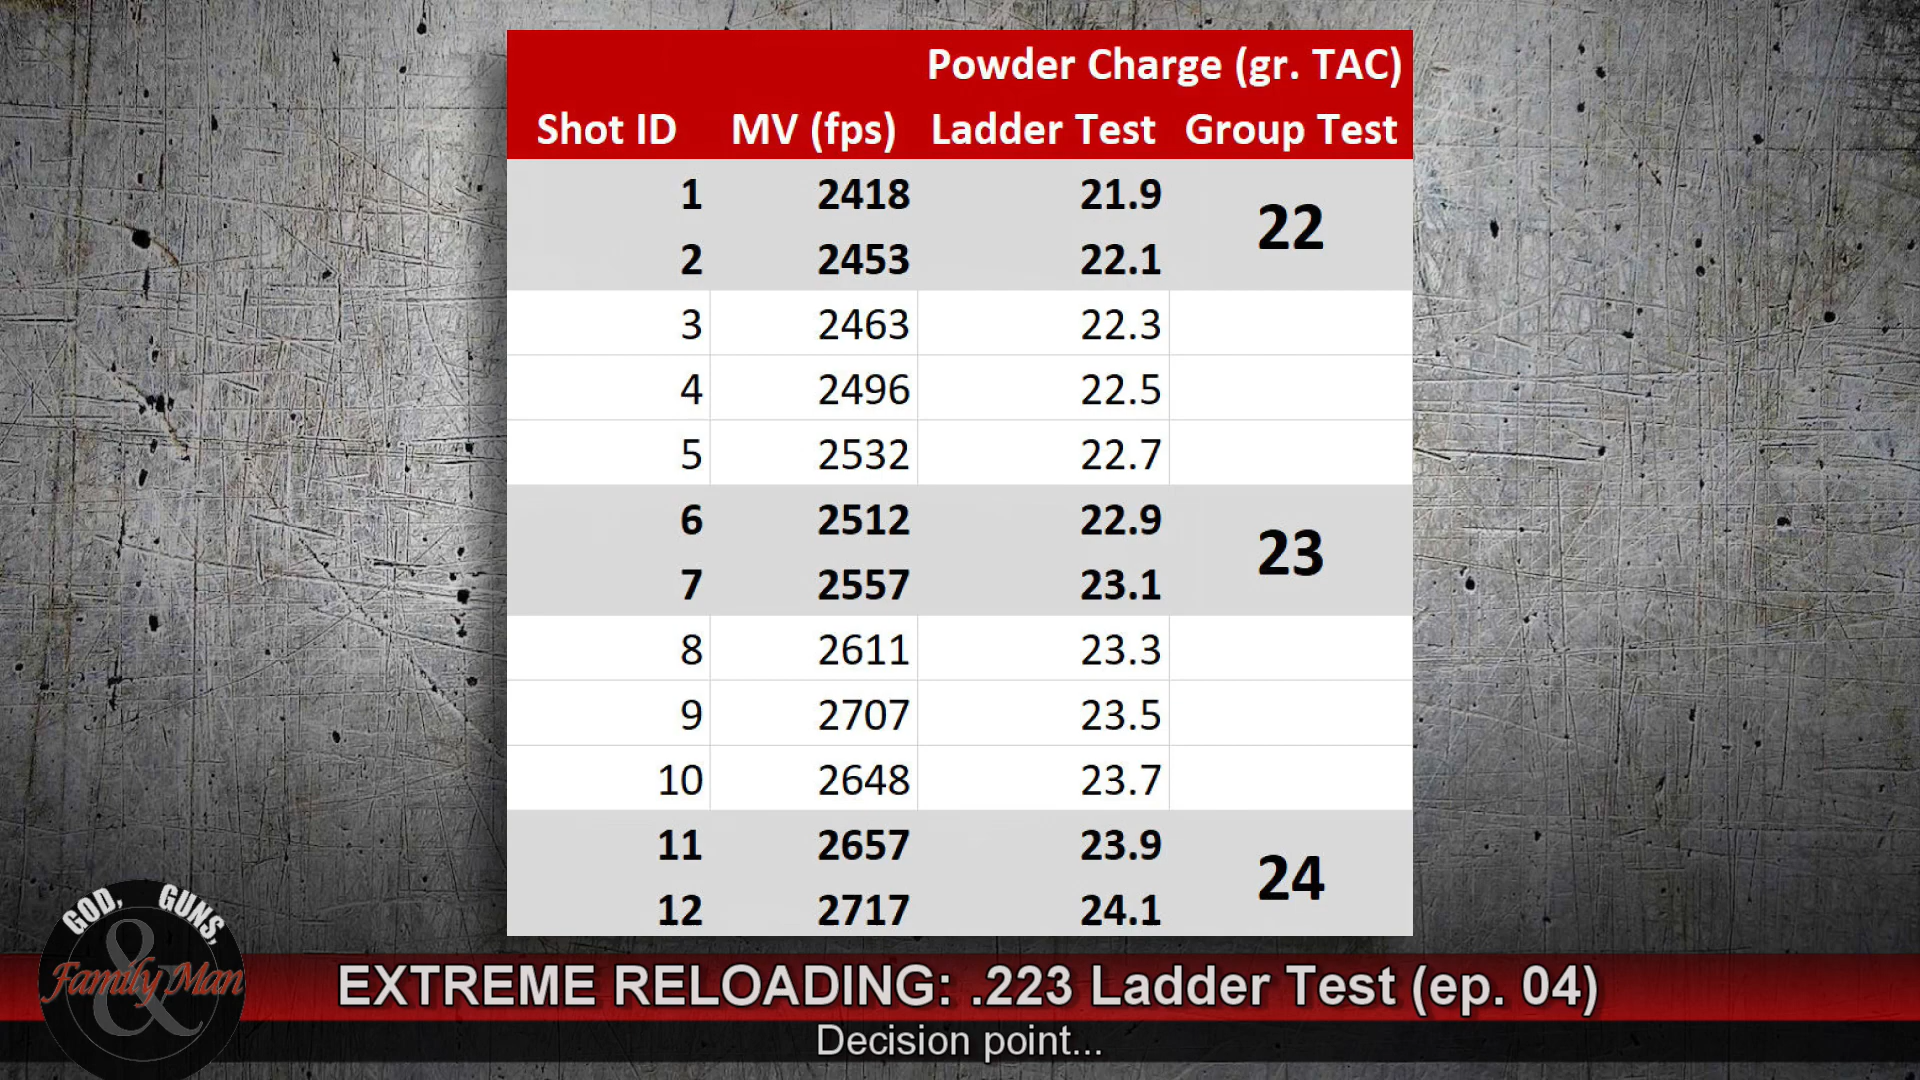 Powder Charge (gr. TAC)
Shot ID MV (fps) Ladder Test Group Test
1 2418 21.9 22
2 2453 22.1
3 2463 22.3
4 2496 22.5
5 2532 22.7
6 2512 22.9 23
7 2557 23.1
8 2611 23.3
9 2707 23.5
10 2648 23.7
11 2657 23.9 24
12 2717 24.1
GOD, GUNS,
&
Family Man
EXTREME RELOADING: .223 Ladder Test (ep. 04)
Decision point...